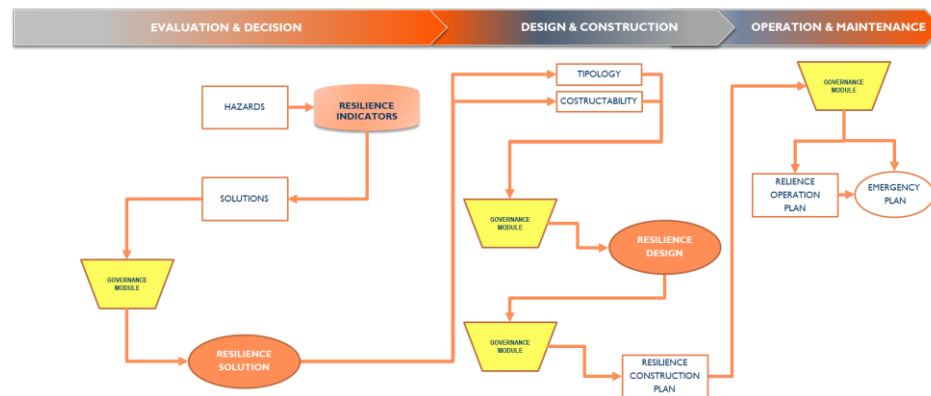 EVALUATION & DECISION
DESIGN & CONSTRUCTION
OPERATION & MAINTENANCE
HAZARDS
RESILIENCE
INDICATORS
SOLUTIONS
GOVERNANCE
MODULE
RESILIENCE
SOLUTION
TIPOLOGY
COSTRUCTABILITY
GOVERNANCE
MODULE
RESILIENCE
DESIGN
GOVERNANCE
MODULE
RESILIENCE
CONSTRUCTION
PLAN
GOVERNANCE
MODULE
RELIENCE
OPERATION
PLAN
EMERGENCY
PLAN